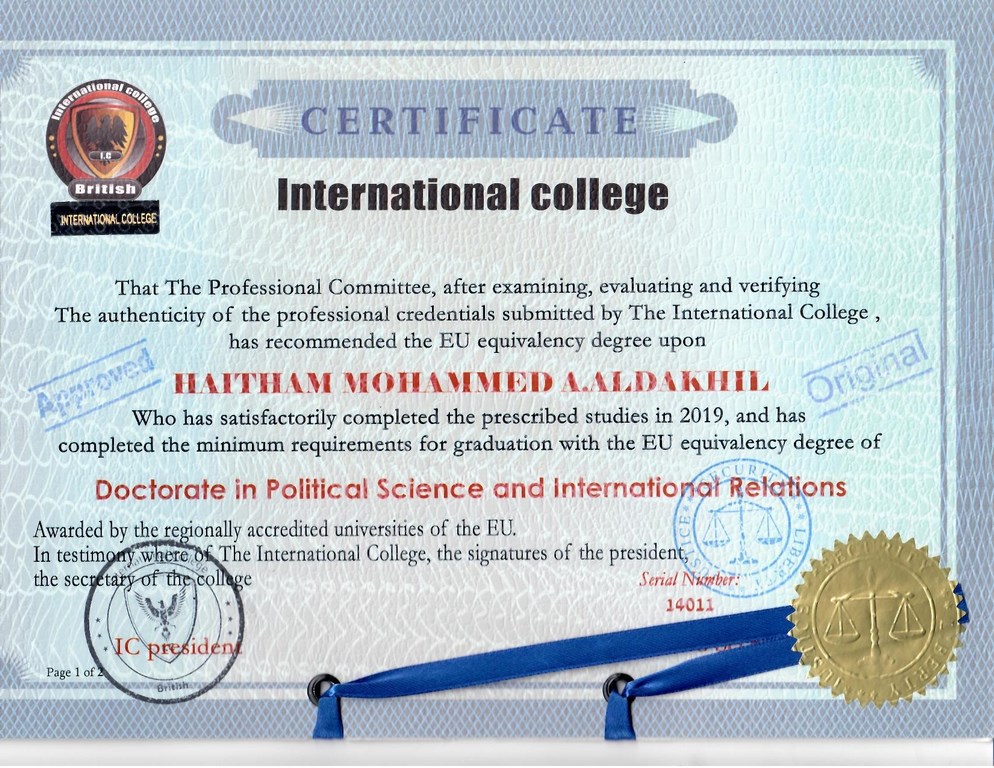 International college
I.C
British
INTERNATIONAL COLLEGE
CERTIFICATE
International college
That The Professional Committee, after examining, evaluating and verifying
The authenticity of the professional credentials submitted by The International College ,
has recommended the EU equivalency degree upon
Approved
HAITHAM MOHAMMED A.ALDAKHIL
Original
Who has satisfactorily completed the prescribed studies in 2019, and has
completed the minimum requirements for graduation with the EU equivalency degree of
Doctorate in Political Science and International Relations
Awarded by the regionally accredited universities of the EU.
In testimony where of The International College, the signatures of the president,
the secretary of the college
SECURITY LIBERTY JUSTICE
Serial Number:
14011
IC president
British
Page 1 of 2